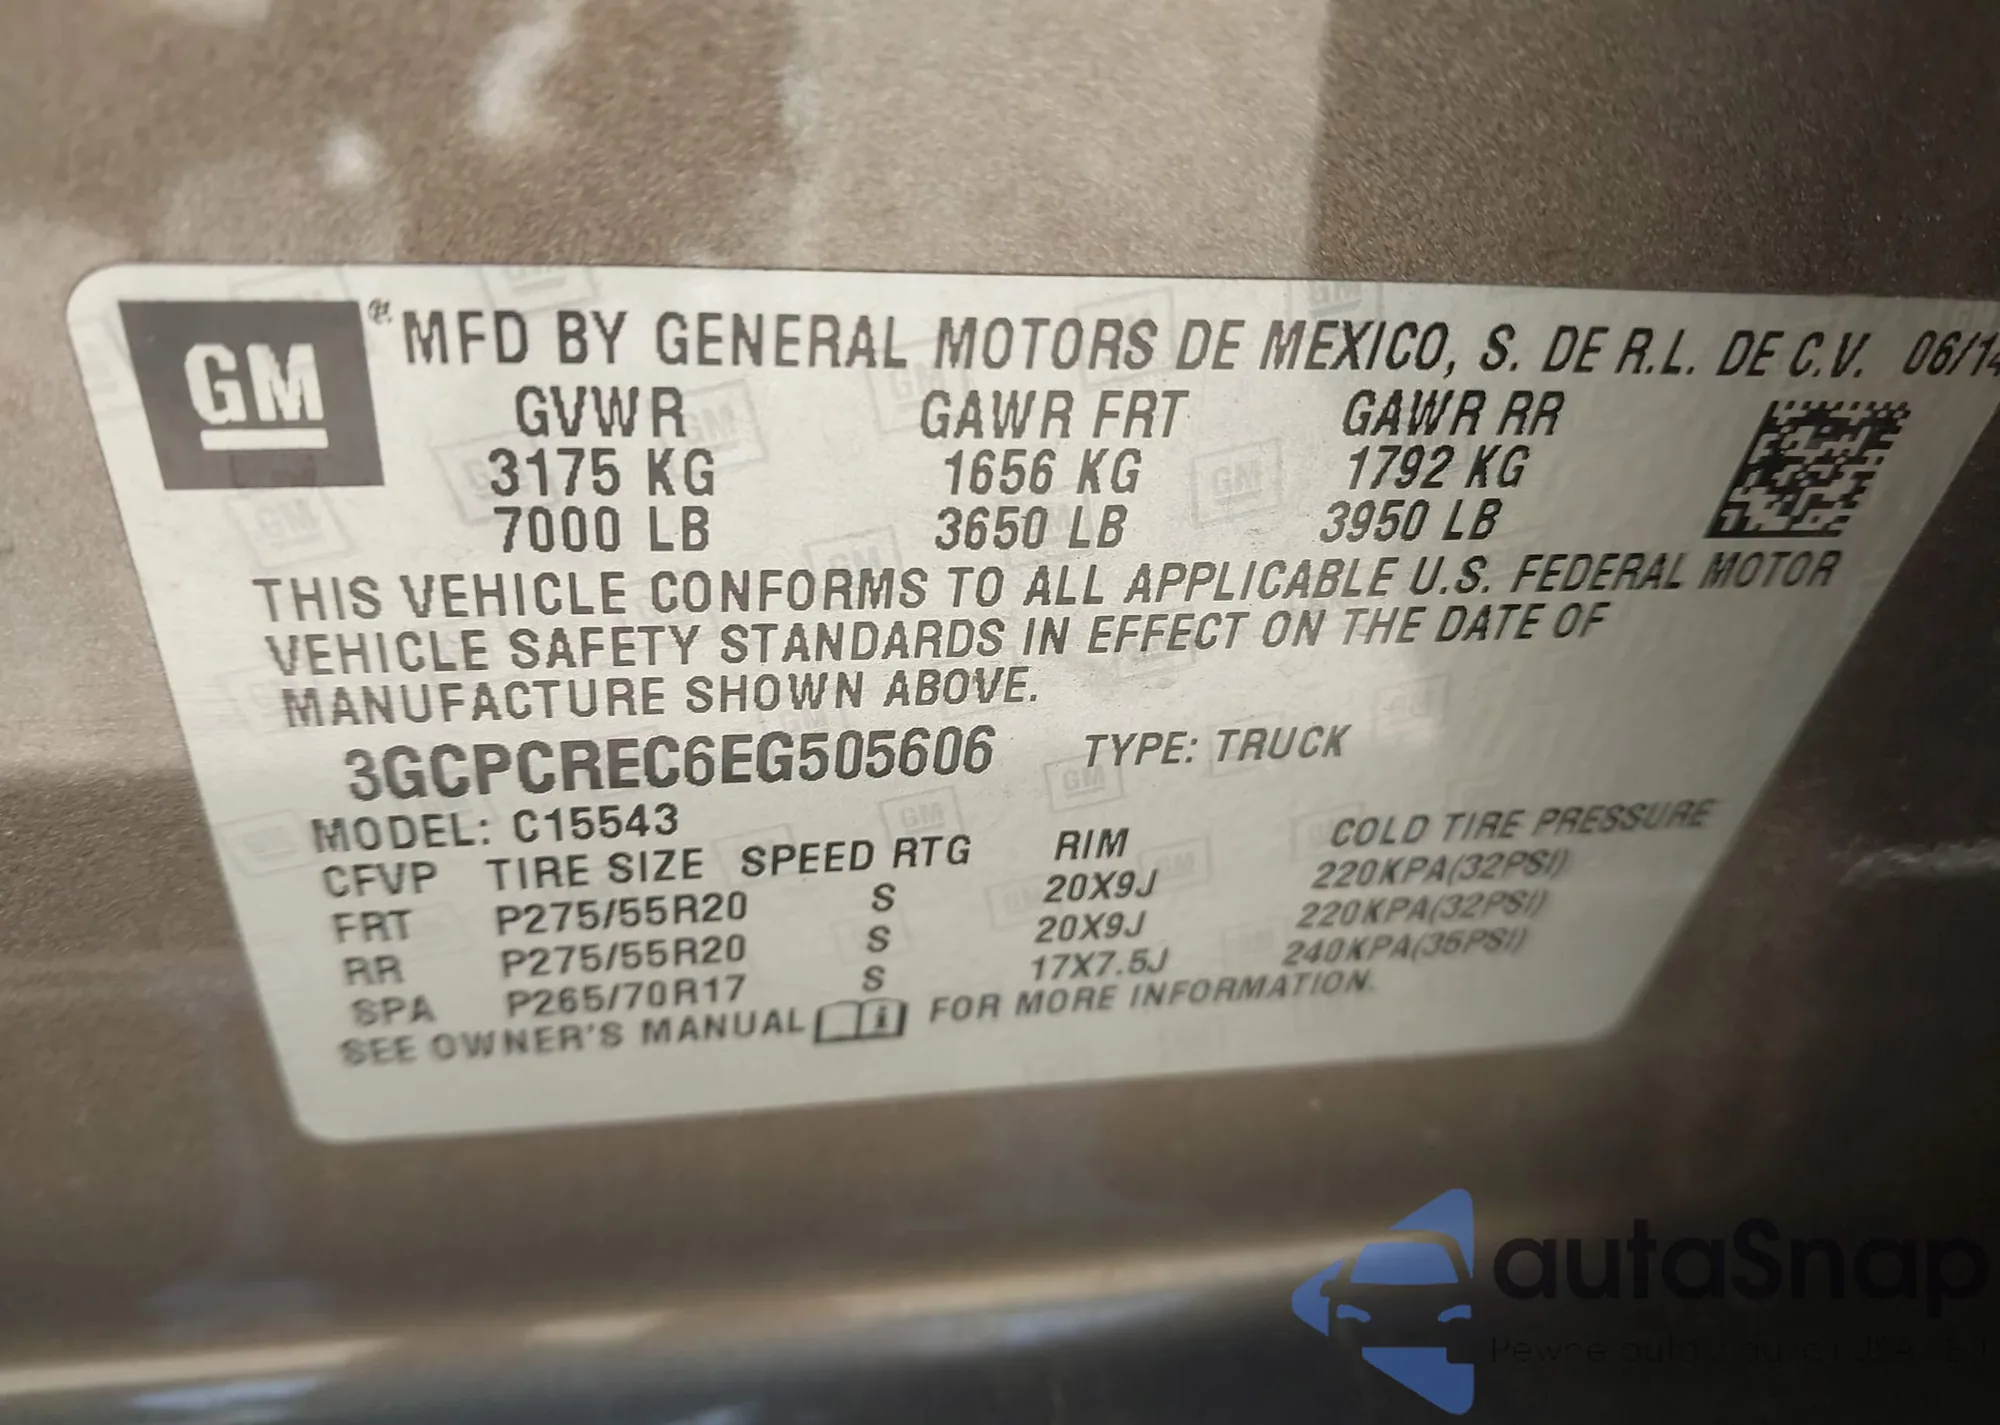 GM
MFD BY GENERAL MOTORS DE MEXICO, S. DE R.L. DE C.V. 06/14
GVWR GAWR FRT GAWR RR
3175 KG 1656 KG 1792 KG
7000 LB 3650 LB 3950 LB
THIS VEHICLE CONFORMS TO ALL APPLICABLE U.S. FEDERAL MOTOR
VEHICLE SAFETY STANDARDS IN EFFECT ON THE DATE OF
MANUFACTURE SHOWN ABOVE.
3GCPCREC6EG505606 TYPE: TRUCK
MODEL: C15543
CFVP TIRE SIZE SPEED RTG RIM COLD TIRE PRESSURE
FRT P275/55R20 S 20X9J 220KPA(32PSI)
RR P275/55R20 S 20X9J 220KPA(32PSI)
SPA P265/70R17 S 17X7.5J 240KPA(35PSI)
SEE OWNER'S MANUAL FOR MORE INFORMATION.
autaSnap
Pewne auto z